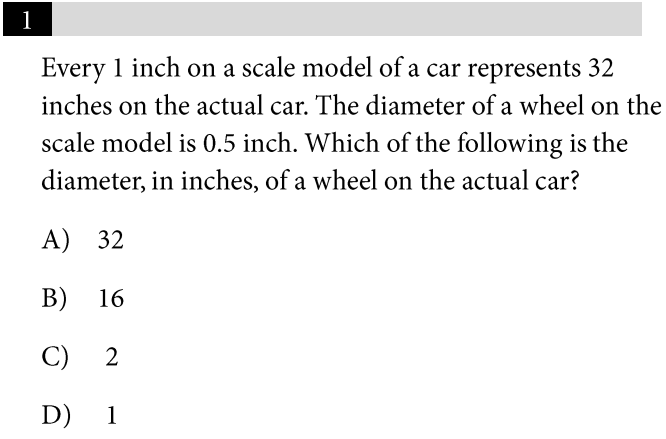 1
Every 1 inch on a scale model of a car represents 32
inches on the actual car. The diameter of a wheel on the
scale model is 0.5 inch. Which of the following is the
diameter, in inches, of a wheel on the actual car?
A) 32
B) 16
C) 2
D) 1